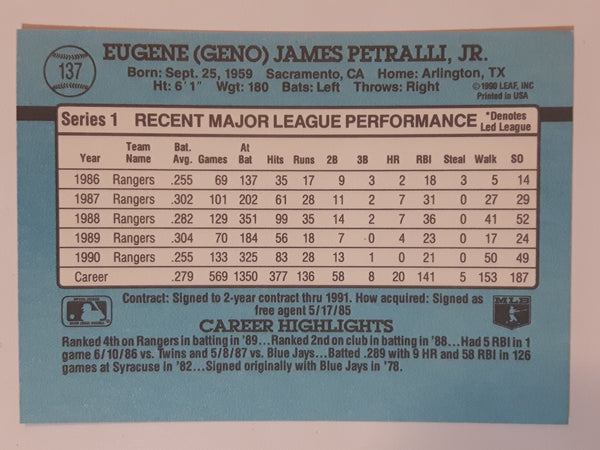 137
EUGENE (GENO) JAMES PETRALLI, JR.
Born: Sept. 25, 1959 Sacramento, CA Home: Arlington, TX
Ht: 6'1" Wgt: 180 Bats: Left Throws: Right
©1990 LEAF, INC
Printed in USA
Series 1 RECENT MAJOR LEAGUE PERFORMANCE *Denotes Led League
Year Team Name Bat. Avg. Games At Bat Hits Runs 2B 3B HR RBI Steal Walk SO
1986 Rangers .255 69 137 35 17 9 3 2 18 3 5 14
1987 Rangers .302 101 202 61 28 11 2 7 31 0 27 29
1988 Rangers .282 129 351 99 35 14 2 7 36 0 41 52
1989 Rangers .304 70 184 56 18 7 0 4 23 0 17 24
1990 Rangers .255 133 325 83 28 13 1 0 21 0 50 49
Career .279 569 1350 377 136 58 8 20 141 5 153 187
Contract: Signed to 2-year contract thru 1991. How acquired: Signed as
free agent 5/17/85
MLB
CAREER HIGHLIGHTS
Ranked 4th on Rangers in batting in '89...Ranked 2nd on club in batting in '88...Had 5 RBI in 1
game 6/10/86 vs. Twins and 5/8/87 vs. Blue Jays...Batted .289 with 9 HR and 58 RBI in 126
games at Syracuse in '82...Signed originally with Blue Jays in '78.